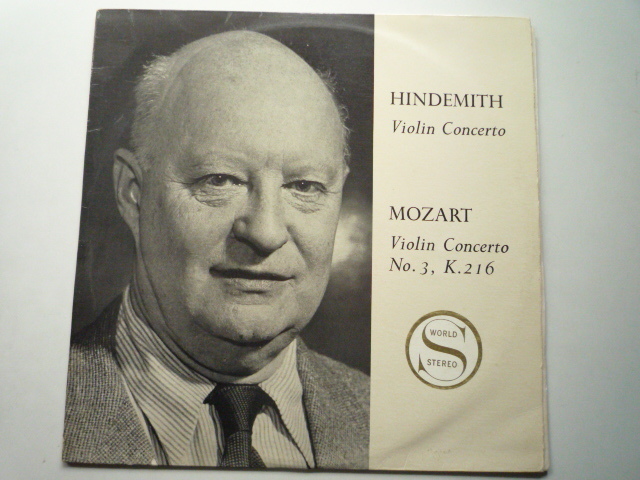 HINDEMITH
Violin Concerto
MOZART
Violin Concerto
No. 3, K.216
WORLD
S
STEREO